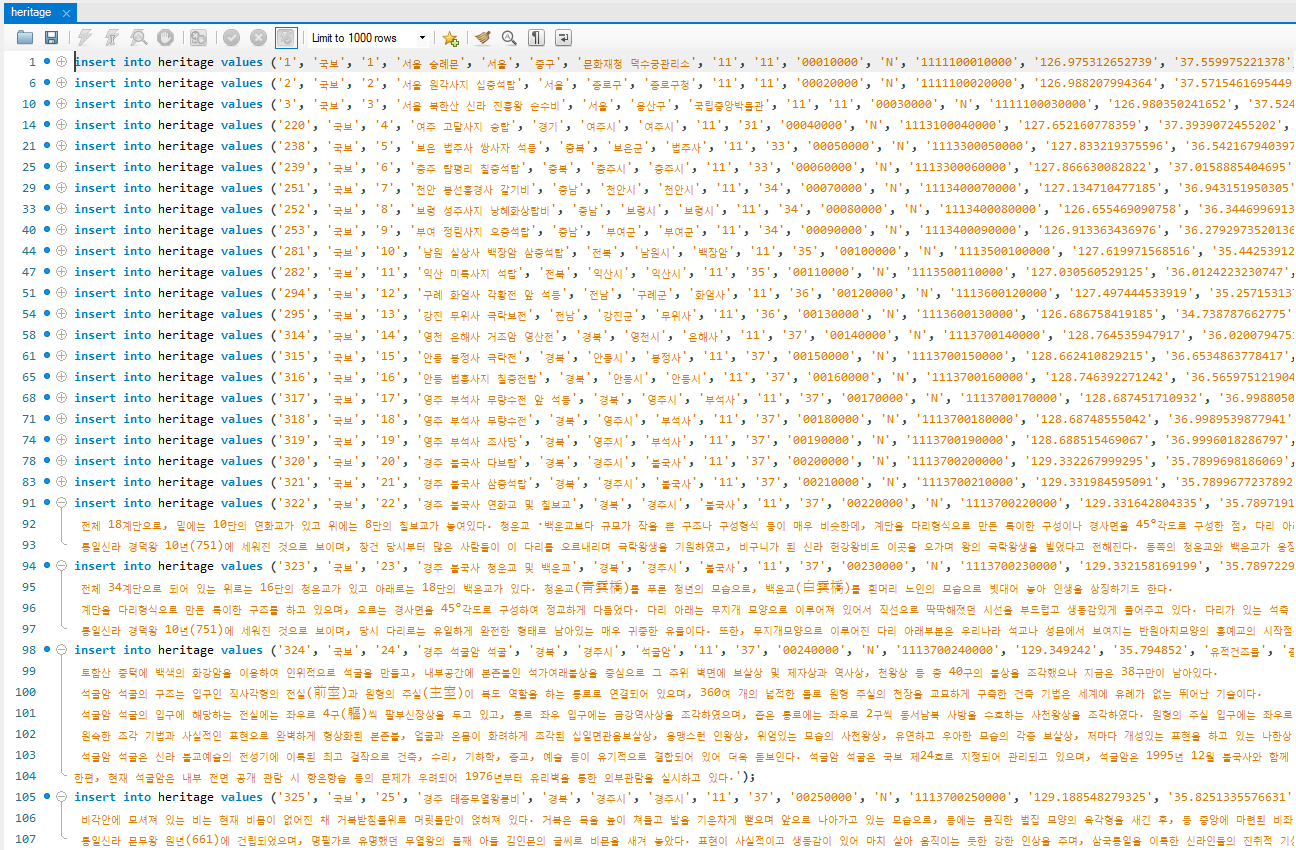 heritage
Limit to 1000 rows
1 insert into heritage values ('1', '국보', '1', '서울 숭례문', '서울', '중구', '문화재청 덕수궁관리소', '11', '11', '00010000', 'N', '1111100010000', '126.975312652739', '37.559975221378'
6 insert into heritage values ('2', '국보', '2', '서울 원각사지 십층석탑', '서울', '종로구', '종로구청', '11', '11', '00020000', 'N', '1111100020000', '126.988207994364', '37.5715461695449
10 insert into heritage values ('3', '국보', '3', '서울 북한산 신라 진흥왕 순수비', '서울', '용산구', '국립중앙박물관', '11', '11', '00030000', 'N', '1111100030000', '126.980350241652', '37.524
14 insert into heritage values ('220', '국보', '4', '여주 고달사지 승탑', '경기', '여주시', '여주시', '11', '31', '00040000', 'N', '1113100040000', '127.652160778359', '37.3939072455202',
21 insert into heritage values ('238', '국보', '5', '보은 법주사 쌍사자 석등', '충북', '보은군', '법주사', '11', '33', '00050000', 'N', '1113300050000', '127.833219375596', '36.542167940397
25 insert into heritage values ('239', '국보', '6', '충주 탑평리 칠층석탑', '충북', '충주시', '충주시', '11', '33', '00060000', 'N', '1113300060000', '127.866630082822', '37.0158885404695'
29 insert into heritage values ('251', '국보', '7', '천안 봉선홍경사 갈기비', '충남', '천안시', '천안시', '11', '34', '00070000', 'N', '1113400070000', '127.134710477185', '36.943151950305'
33 insert into heritage values ('252', '국보', '8', '보령 성주사지 낭혜화상탑비', '충남', '보령시', '보령시', '11', '34', '00080000', 'N', '1113400080000', '126.655469090758', '36.3446996913
40 insert into heritage values ('253', '국보', '9', '부여 정림사지 오층석탑', '충남', '부여군', '부여군', '11', '34', '00090000', 'N', '1113400090000', '126.913363436976', '36.2792973520136
44 insert into heritage values ('281', '국보', '10', '남원 실상사 백장암 삼층석탑', '전북', '남원시', '백장암', '11', '35', '00100000', 'N', '1113500100000', '127.619971568516', '35.44253912
47 insert into heritage values ('282', '국보', '11', '익산 미륵사지 석탑', '전북', '익산시', '익산시', '11', '35', '00110000', 'N', '1113500110000', '127.030560529125', '36.0124223230747',
51 insert into heritage values ('294', '국보', '12', '구례 화엄사 각황전 앞 석등', '전남', '구례군', '화엄사', '11', '36', '00120000', 'N', '1113600120000', '127.497444533919', '35.25715313
54 insert into heritage values ('295', '국보', '13', '강진 무위사 극락보전', '전남', '강진군', '무위사', '11', '36', '00130000', 'N', '1113600130000', '126.686758419185', '34.738787662775'
58 insert into heritage values ('314', '국보', '14', '영천 은해사 거조암 영산전', '경북', '영천시', '은해사', '11', '37', '00140000', 'N', '1113700140000', '128.764535947917', '36.020079475
61 insert into heritage values ('315', '국보', '15', '안동 봉정사 극락전', '경북', '안동시', '봉정사', '11', '37', '00150000', 'N', '1113700150000', '128.662410829215', '36.6534863778417',
65 insert into heritage values ('316', '국보', '16', '안동 법흥사지 칠층전탑', '경북', '안동시', '안동시', '11', '37', '00160000', 'N', '1113700160000', '128.746392271242', '36.565975121904
68 insert into heritage values ('317', '국보', '17', '영주 부석사 무량수전 앞 석등', '경북', '영주시', '부석사', '11', '37', '00170000', 'N', '1113700170000', '128.687451710932', '36.9988050
71 insert into heritage values ('318', '국보', '18', '영주 부석사 무량수전', '경북', '영주시', '부석사', '11', '37', '00180000', 'N', '1113700180000', '128.68748555042', '36.9989539877941'
74 insert into heritage values ('319', '국보', '19', '영주 부석사 조사당', '경북', '영주시', '부석사', '11', '37', '00190000', 'N', '1113700190000', '128.688515469067', '36.9996018286797',
78 insert into heritage values ('320', '국보', '20', '경주 불국사 다보탑', '경북', '경주시', '불국사', '11', '37', '00200000', 'N', '1113700200000', '129.332267999295', '35.7899698186069',
83 insert into heritage values ('321', '국보', '21', '경주 불국사 삼층석탑', '경북', '경주시', '불국사', '11', '37', '00210000', 'N', '1113700210000', '129.331984595091', '35.7899677237892
91 insert into heritage values ('322', '국보', '22', '경주 불국사 연화교 및 칠보교', '경북', '경주시', '불국사', '11', '37', '00220000', 'N', '1113700220000', '129.331642804335', '35.7897191
92 전체 18계단으로, 밑에는 10단의 연화교가 있고 위에는 8단의 칠보교가 놓여있다. 청운교 ·백운교보다 규모가 작을 뿐 구조나 구성형식 등이 매우 비슷한데, 계단을 다리형식으로 만든 특이한 구성이나 경사면을 45°각도로 구성한 점, 다리 아래
93 통일신라 경덕왕 10년(751)에 세워진 것으로 보이며, 창건 당시부터 많은 사람들이 이 다리를 오르내리며 극락왕생을 기원하였고, 비구니가 된 신라 헌강왕비도 이곳을 오가며 왕의 극락왕생을 빌었다고 전해진다. 동쪽의 청운교와 백운교가 웅장
94 insert into heritage values ('323', '국보', '23', '경주 불국사 청운교 및 백운교', '경북', '경주시', '불국사', '11', '37', '00230000', 'N', '1113700230000', '129.332158169199', '35.7897229
95 전체 34계단으로 되어 있는 위로는 16단의 청운교가 있고 아래로는 18단의 백운교가 있다. 청운교(靑雲橋)를 푸른 청년의 모습으로, 백운교(白雲橋)를 흰머리 노인의 모습으로 빗대어 놓아 인생을 상징하기도 한다.
96 계단을 다리형식으로 만든 특이한 구조를 하고 있으며, 오르는 경사면을 45°각도로 구성하여 정교하게 다듬었다. 다리 아래는 무지개 모양으로 이루어져 있어서 직선으로 딱딱해졌던 시선을 부드럽고 생동감있게 풀어주고 있다. 다리가 있는 석축
97 통일신라 경덕왕 10년(751)에 세워진 것으로 보이며, 당시 다리로는 유일하게 완전한 형태로 남아있는 매우 귀중한 유물이다. 또한, 무지개모양으로 이루어진 다리 아래부분은 우리나라 석교나 성문에서 보여지는 반원아치모양의 홍예교의 시작점
98 insert into heritage values ('324', '국보', '24', '경주 석굴암 석굴', '경북', '경주시', '석굴암', '11', '37', '00240000', 'N', '1113700240000', '129.349242', '35.794852', '유적건조물',
99 토함산 중턱에 백색의 화강암을 이용하여 인위적으로 석굴을 만들고, 내부공간에 본존불인 석가여래불상을 중심으로 그 주위 벽면에 보살상 및 제자상과 역사상, 천왕상 등 총 40구의 불상을 조각했으나 지금은 38구만이 남아있다.
100 석굴암 석굴의 구조는 입구인 직사각형의 전실(前室)과 원형의 주실(主室)이 복도 역할을 하는 통로로 연결되어 있으며, 360여 개의 넓적한 돌로 원형 주실의 천장을 교묘하게 구축한 건축 기법은 세계에 유례가 없는 뛰어난 기술이다.
101 석굴암 석굴의 입구에 해당하는 전실에는 좌우로 4구(軀)씩 팔부신장상을 두고 있고, 통로 좌우 입구에는 금강역사상을 조각하였으며, 좁은 통로에는 좌우로 2구씩 동서남북 사방을 수호하는 사천왕상을 조각하였다. 원형의 주실 입구에는 좌우로
102 원숙한 조각 기법과 사실적인 표현으로 완벽하게 형상화된 본존불, 얼굴과 온몸이 화려하게 조각된 십일면관음보살상, 용맹스런 인왕상, 위엄있는 모습의 사천왕상, 유연하고 우아한 모습의 각종 보살상, 저마다 개성있는 표현을 하고 있는 나한상
103 석굴암 석굴은 신라 불교예술의 전성기에 이룩된 최고 걸작으로 건축, 수리, 기하학, 종교, 예술 등이 유기적으로 결합되어 있어 더욱 돋보인다. 석굴암 석굴은 국보 제24호로 지정되어 관리되고 있으며, 석굴암은 1995년 12월 불국사와 함께
104 한편, 현재 석굴암은 내부 전면 공개 관람 시 항온항습 등의 문제가 우려되어 1976년부터 유리벽을 통한 외부관람을 실시하고 있다.');
105 insert into heritage values ('325', '국보', '25', '경주 태종무열왕릉비', '경북', '경주시', '경주시', '11', '37', '00250000', 'N', '1113700250000', '129.188548279325', '35.8251335576631'
106 비각안에 모셔져 있는 비는 현재 비몸이 없어진 채 거북받침돌위로 머릿돌만이 얹혀져 있다. 거북은 목을 높이 쳐들고 발을 기운차게 뻗으며 앞으로 나아가고 있는 모습으로, 등에는 큼직한 벌집 모양의 육각형을 새긴 후, 등 중앙에 마련된 비좌
107 통일신라 문무왕 원년(661)에 건립되었으며, 명필가로 유명했던 무열왕의 둘째 아들 김인문의 글씨로 비문을 새겨 놓았다. 표현이 사실적이고 생동감이 있어 마치 살아 움직이는 듯한 강한 인상을 주며, 삼국통일을 이룩한 신라인들의 진취적